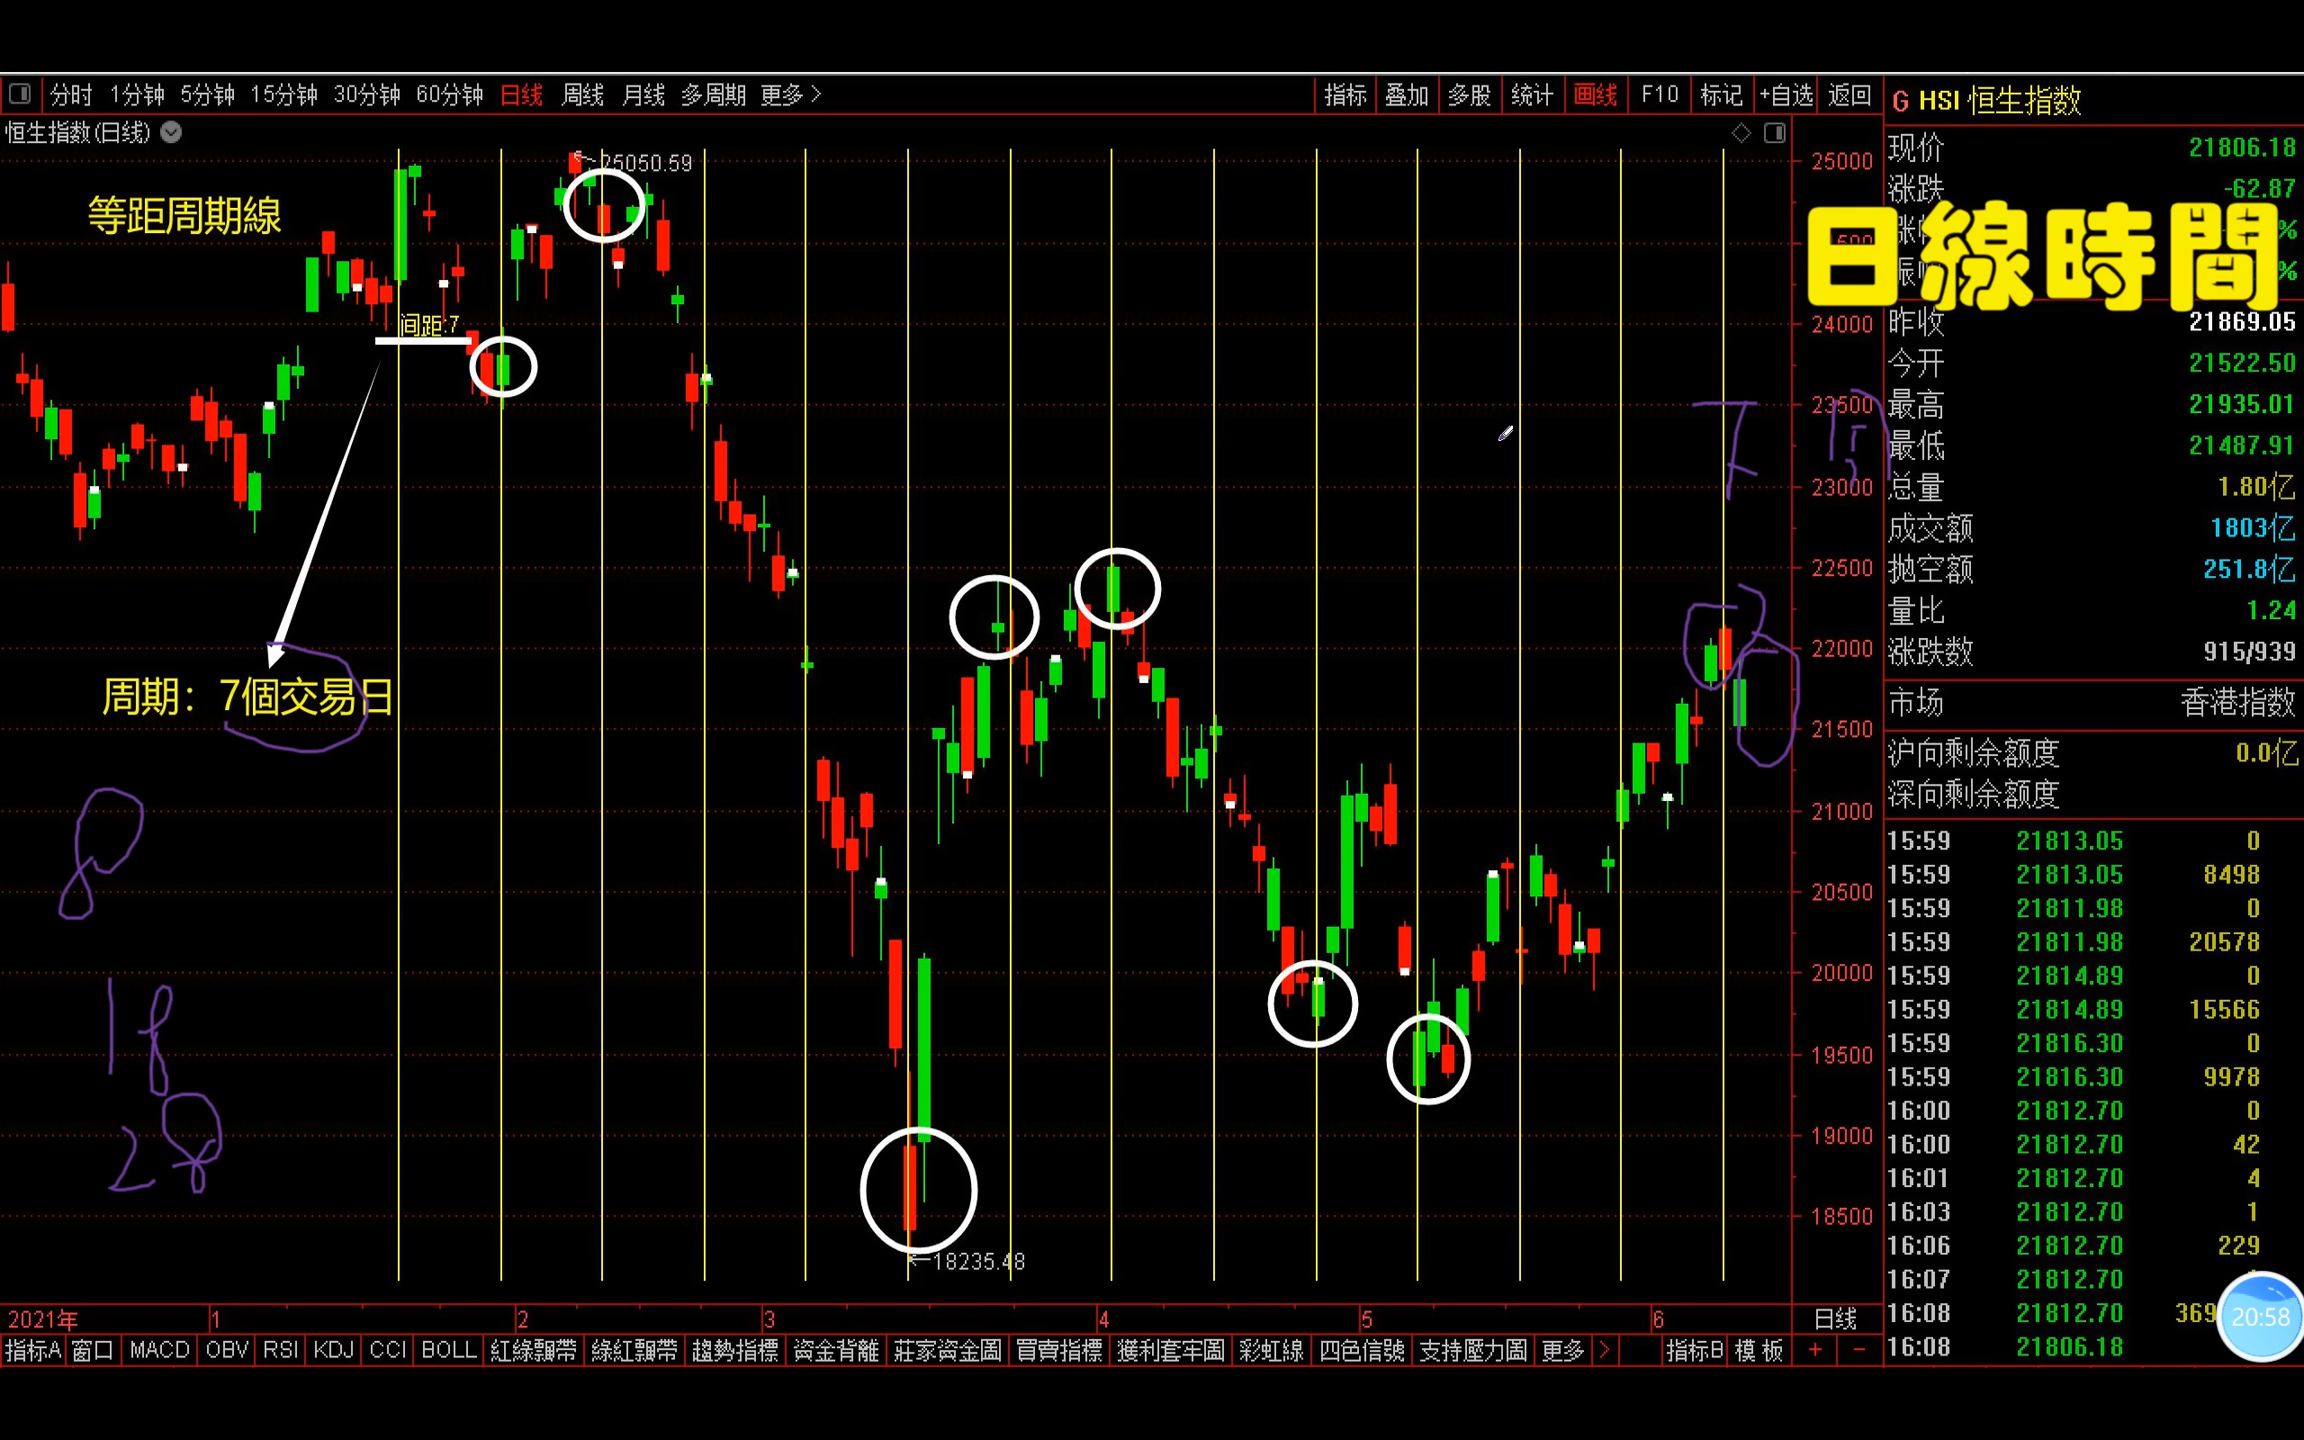 分时 1分钟 5分钟 15分钟 30分钟 60分钟 日线 周线 月线 多周期 更多> 指标 叠加 多股 统计 画线 F10 标记 +自选 返回
G HSI 恒生指数
恒生指数(日线)
现价 21806.18
涨跌 -62.87
%
%
日線時間
昨收 21869.05
今开 21522.50
最高 21935.01
最低 21487.91
总量 1.80亿
成交额 1803亿
抛空额 251.8亿
量比 1.24
涨跌数 915/939
市场 香港指数
沪向剩余额度 0.0亿
深向剩余额度
15:59 21813.05 0
15:59 21813.05 8498
15:59 21811.98 0
15:59 21811.98 20578
15:59 21814.89 0
15:59 21814.89 15566
15:59 21816.30 0
15:59 21816.30 9978
16:00 21812.70 0
16:00 21812.70 42
16:01 21812.70 4
16:03 21812.70 1
16:06 21812.70 229
16:07 21812.70
16:08 21812.70 369
16:08 21806.18
20:58
等距周期線
25050.59
间距:7
周期：7個交易日
8
18
28
7
18235.48
25000
24000
23500
23000
22500
22000
21500
21000
20500
20000
19500
19000
18500
2021年 1 2 3 4 5 6 日线
指标A 窗口 MACD OBV RSI KDJ CCI BOLL 紅綠飄帶 綠紅飄帶 趨勢指標 资金背離 莊家资金圖 買賣指標 獲利套牢圖 彩虹線 四色信號 支持壓力圖 更多 > 指标B 模板 + -